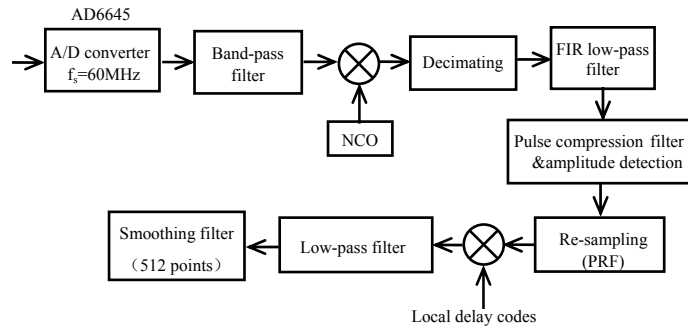 AD6645
A/D converter
fs=60MHz
Band-pass
filter
NCO
Decimating
FIR low-pass
filter
Pulse compression filter
&amplitude detection
Re-sampling
(PRF)
Local delay codes
Low-pass filter
Smoothing filter
（512 points）